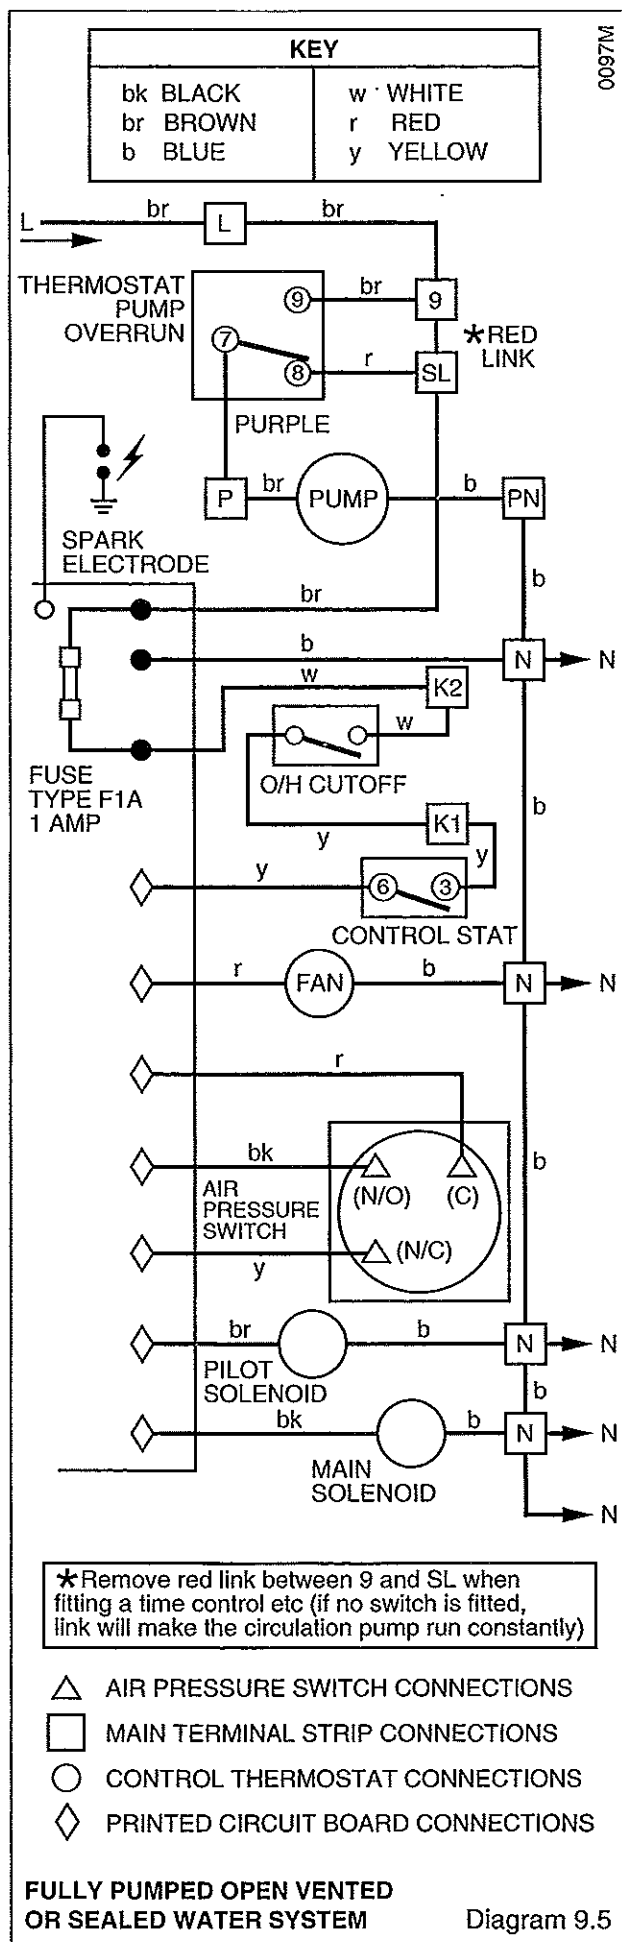 0097M
KEY
bk BLACK
br BROWN
b BLUE
w WHITE
r RED
y YELLOW
L br L br
THERMOSTAT
PUMP
OVERRUN
9 br 9
7
8 r SL
*RED
LINK
PURPLE
P br PUMP b PN
SPARK
ELECTRODE
b
br
b N N
w K2
w
O/H CUTOFF
FUSE
TYPE F1A
1 AMP
b
K1
y y
y 6 3
CONTROL STAT
r FAN b N N
r
bk
(N/O) (C)
b
AIR
PRESSURE
SWITCH
(N/C)
y
br b N N
PILOT
SOLENOID
b
bk b N N
MAIN
SOLENOID
N
*Remove red link between 9 and SL when
fitting a time control etc (if no switch is fitted,
link will make the circulation pump run constantly)
AIR PRESSURE SWITCH CONNECTIONS
MAIN TERMINAL STRIP CONNECTIONS
CONTROL THERMOSTAT CONNECTIONS
PRINTED CIRCUIT BOARD CONNECTIONS
FULLY PUMPED OPEN VENTED
OR SEALED WATER SYSTEM
Diagram 9.5